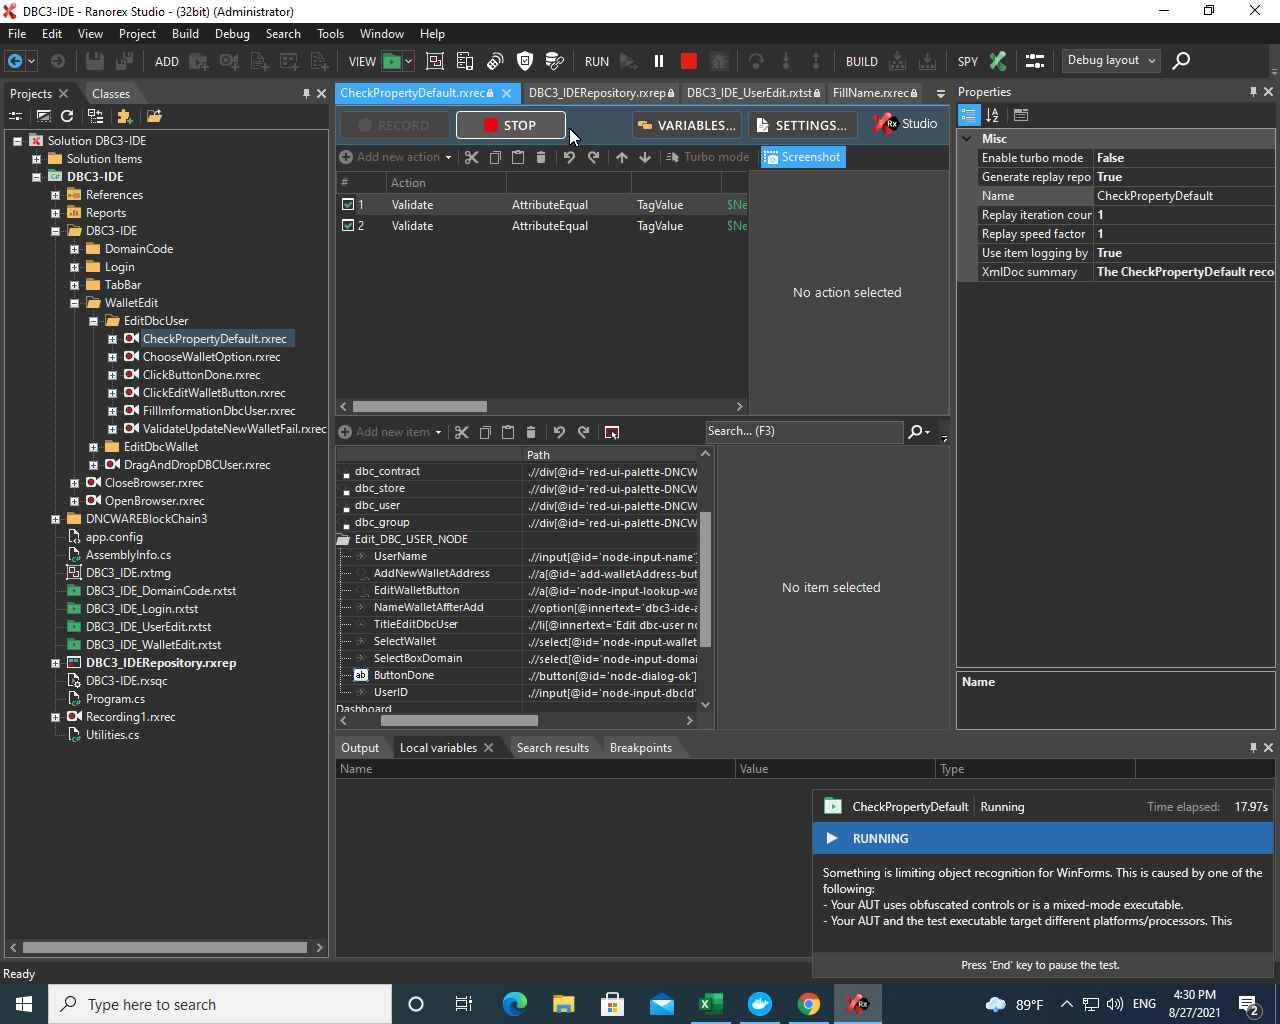 DBC3-IDE - Ranorex Studio - (32bit) (Administrator)
File Edit View Project Build Debug Search Tools Window Help
ADD VIEW RUN BUILD SPY Debug layout
Projects Classes
CheckPropertyDefault.rxrec DBC3_IDERepository.rxrep DBC3_IDE_UserEdit.rxtst FillName.rxrec
RECORD STOP VARIABLES... SETTINGS... Rx Studio
Add new action Turbo mode Screenshot
# Action
1 Validate AttributeEqual TagValue $Ne
2 Validate AttributeEqual TagValue $Ne
No action selected
Solution DBC3-IDE
Solution Items
DBC3-IDE
References
Reports
DBC3-IDE
DomainCode
Login
TabBar
WalletEdit
EditDbcUser
CheckPropertyDefault.rxrec
ChooseWalletOption.rxrec
ClickButtonDone.rxrec
ClickEditWalletButton.rxrec
FillImformationDbcUser.rxrec
ValidateUpdateNewWalletFail.rxrec
EditDbcWallet
DragAndDropDBCUser.rxrec
CloseBrowser.rxrec
OpenBrowser.rxrec
DNCWAREBlockChain3
app.config
AssemblyInfo.cs
DBC3_IDE.rxtmg
DBC3_IDE_DomainCode.rxtst
DBC3_IDE_Login.rxtst
DBC3_IDE_UserEdit.rxtst
DBC3_IDE_WalletEdit.rxtst
DBC3_IDERepository.rxrep
DBC3-IDE.rxsqc
Program.cs
Recording1.rxrec
Utilities.cs
Add new item Search... (F3)
Path
dbc_contract .//div[@id='red-ui-palette-DNCW
dbc_store .//div[@id='red-ui-palette-DNCW
dbc_user .//div[@id='red-ui-palette-DNCW
dbc_group .//div[@id='red-ui-palette-DNCW
Edit_DBC_USER_NODE
UserName .//input[@id='node-input-name']
AddNewWalletAddress .//a[@id='add-walletAddress-but
EditWalletButton .//a[@id='node-input-lookup-wa
NameWalletAffterAdd .//option[@innertext='dbc3-ide-a
TitleEditDbcUser .//li[@innertext='Edit dbc-user no
SelectWallet .//select[@id='node-input-wallet
SelectBoxDomain .//select[@id='node-input-domai
ButtonDone .//button[@id='node-dialog-ok']
UserID .//input[@id='node-input-dbcId'
Dashboard
No item selected
Properties
Misc
Enable turbo mode False
Generate replay repo True
Name CheckPropertyDefault
Replay iteration cour 1
Replay speed factor 1
Use item logging by True
XmlDoc summary The CheckPropertyDefault reco
Name
Output Local variables Search results Breakpoints
Name Value Type
CheckPropertyDefault Running Time elapsed: 17.97s
RUNNING
Something is limiting object recognition for WinForms. This is caused by one of the
following:
- Your AUT uses obfuscated controls or is a mixed-mode executable.
- Your AUT and the test executable target different platforms/processors. This
Press 'End' key to pause the test.
Ready
Type here to search
89°F ENG 4:30 PM
8/27/2021
2